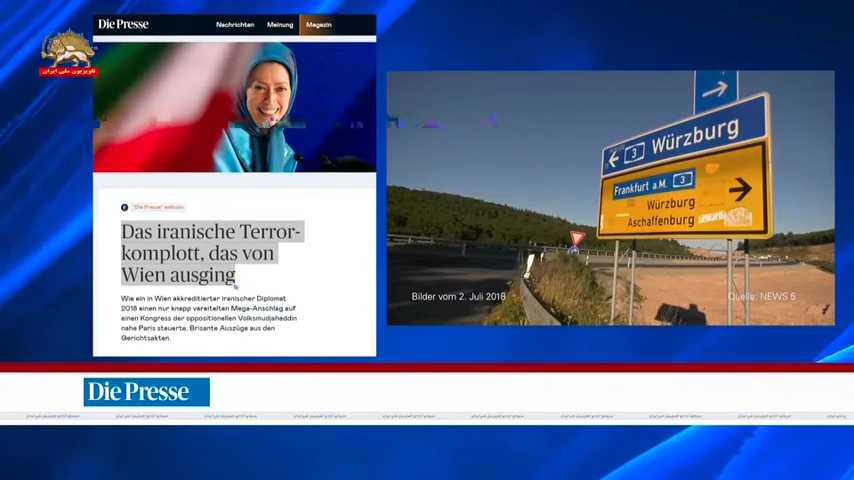 Die Presse
Nachrichten Meinung Magazin
تلویزیون ملی ایران
"Die Presse" exklusiv
Das iranische Terror-
komplott, das von
Wien ausging
Wie ein in Wien akkreditierter iranischer Diplomat
2018 einen nur knapp vereitelten Mega-Anschlag auf
einen Kongress der oppositionellen Volksmudjaheddin
nahe Paris steuerte. Brisante Auszüge aus den
Gerichtsakten.
3 Würzburg
Frankfurt a.M. 3
Würzburg
Aschaffenburg
Bilder vom 2. Juli 2018
Quelle: NEWS 5
Die Presse